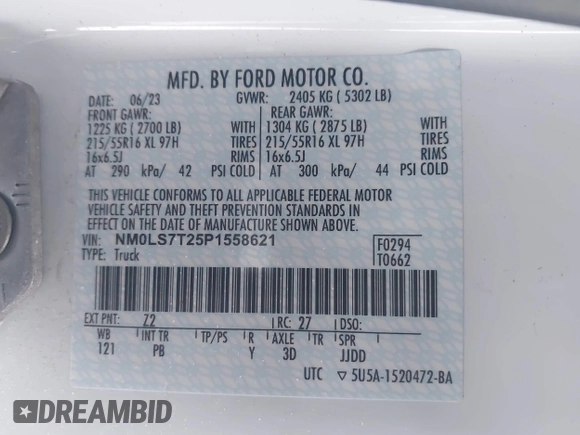 MFD. BY FORD MOTOR CO.
DATE: 06/23 GVWR: 2405 KG ( 5302 LB)
FRONT GAWR: REAR GAWR:
1225 KG ( 2700 LB) WITH 1304 KG ( 2875 LB) WITH
215/55R16 XL 97H TIRES 215/55R16 XL 97H TIRES
16x6.5J RIMS 16x6.5J RIMS
AT 290 kPa/ 42 PSI COLD AT 300 kPa/ 44 PSI COLD
THIS VEHICLE CONFORMS TO ALL APPLICABLE FEDERAL MOTOR
VEHICLE SAFETY AND THEFT PREVENTION STANDARDS IN
EFFECT ON THE DATE OF MANUFACTURE SHOWN ABOVE.
VIN: NM0LS7T25P1558621 F0294
TYPE: Truck T0662
EXT PNT: Z2 RC: 27 DSO:
WB INT TR TP/PS R AXLE TR SPR
121 PB Y 3D JJDD
UTC ▽ 5U5A-1520472-BA
DREAMBID